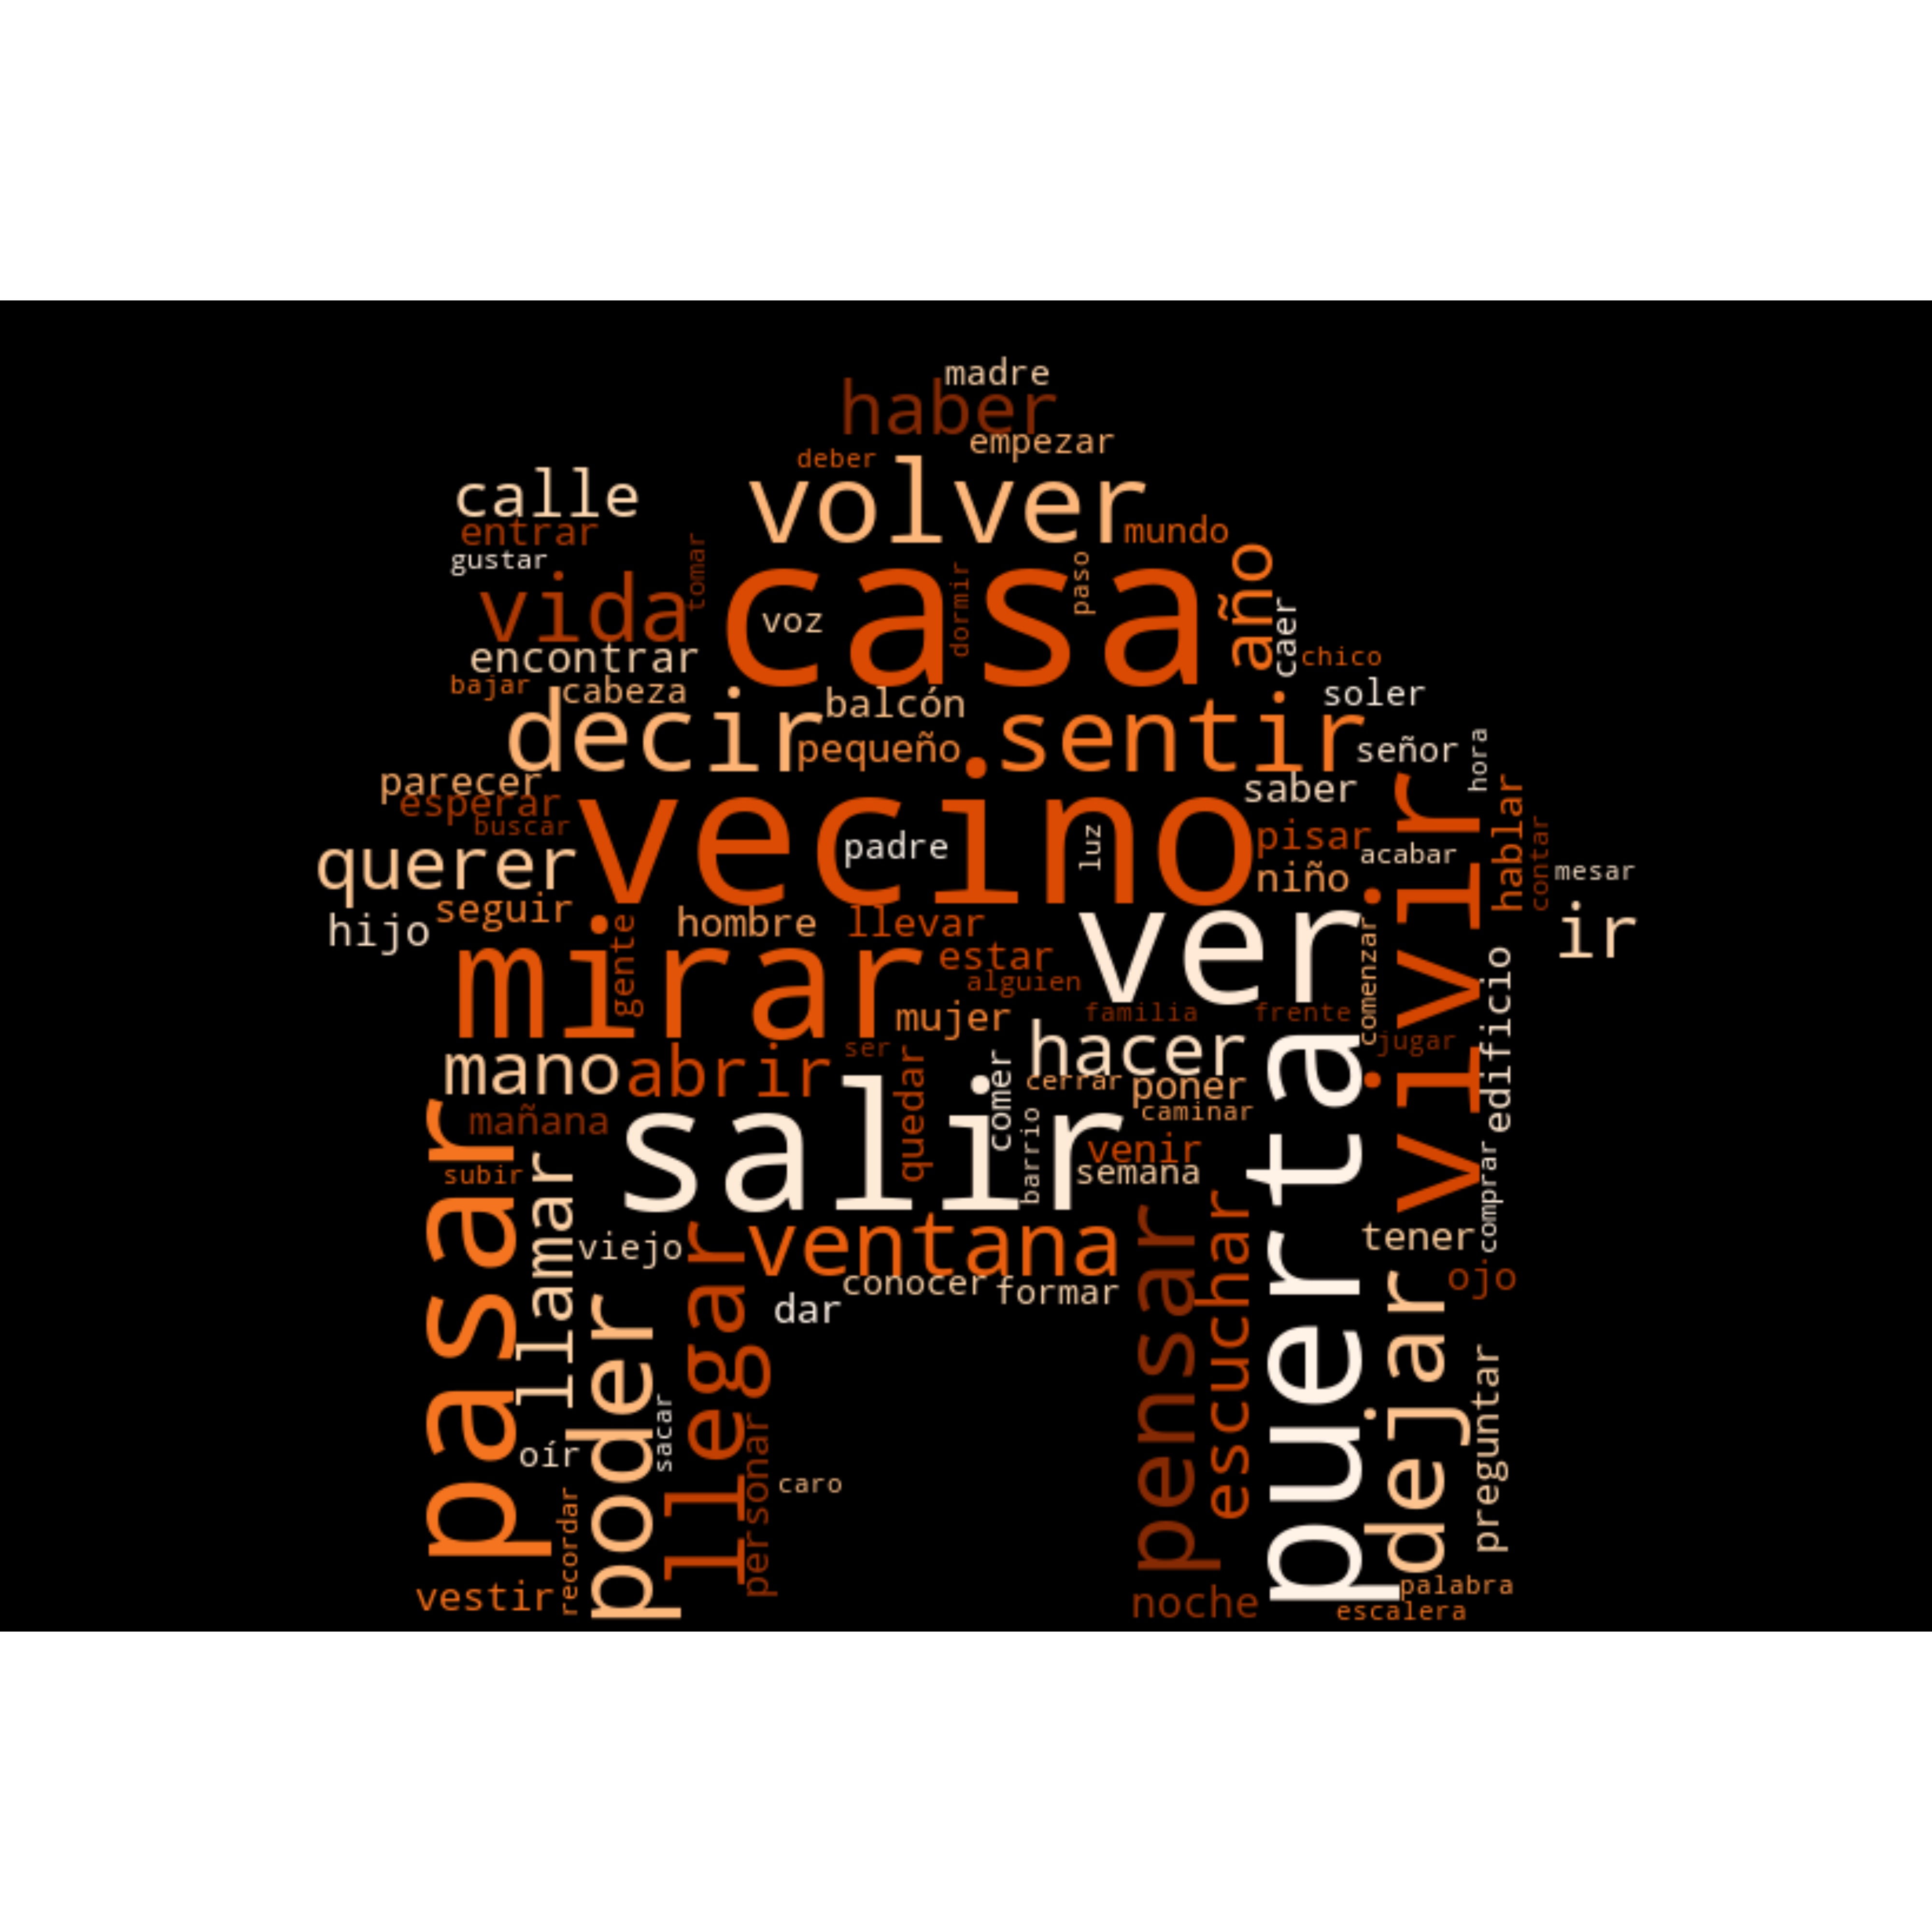 madre
haber
empezar
deber
calle
volver
entrar
mundo
gustar
tomar
vida
casa
voz
dormir
paso
año
caer
encontrar
chico
bajar
cabeza
balcón
soler
decir
pequeño
sentir
señor
hora
parecer
esperar
buscar
saber
vecino
padre
luz
pisar
niño
acabar
vivir
hablar
contar
mesar
querer
seguir
hijo
gente
hombre
llevar
ver
comenzar
ir
mirar
estar
alguien
mujer
familia
frente
edificio
mano
abrir
ser
quedar
comer
hacer
jugar
cerrar
poner
caminar
mañana
salir
barrio
venir
semana
puerta
comprar
pasar
subir
llamar
viejo
llegar
ventana
pensar
escuchar
tener
conocer
formar
dar
ojo
dejar
poder
sacar
oír
personar
caro
preguntar
recordar
vestir
noche
palabra
escalera